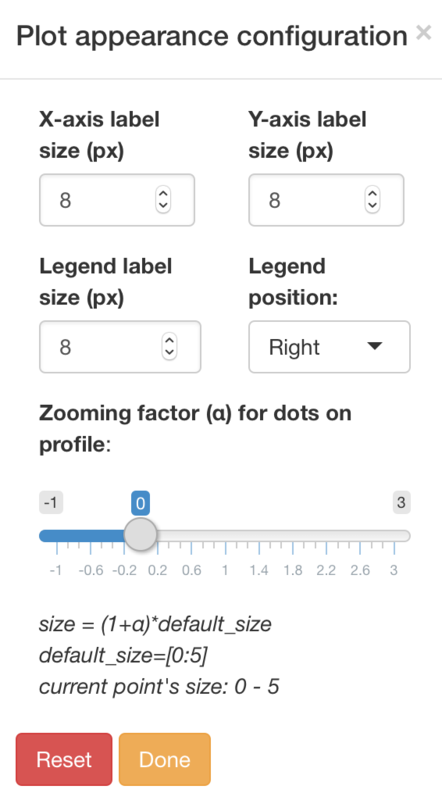 Plot appearance configuration ×
X-axis label Y-axis label
size (px) size (px)
8 8
Legend label Legend
size (px) position:
8 Right
Zooming factor (α) for dots on
profile:
-1 0 3
-1 -0.6 -0.2 0.2 0.6 1 1.4 1.8 2.2 2.6 3
size = (1+α)*default_size
default_size=[0:5]
current point's size: 0 - 5
Reset Done